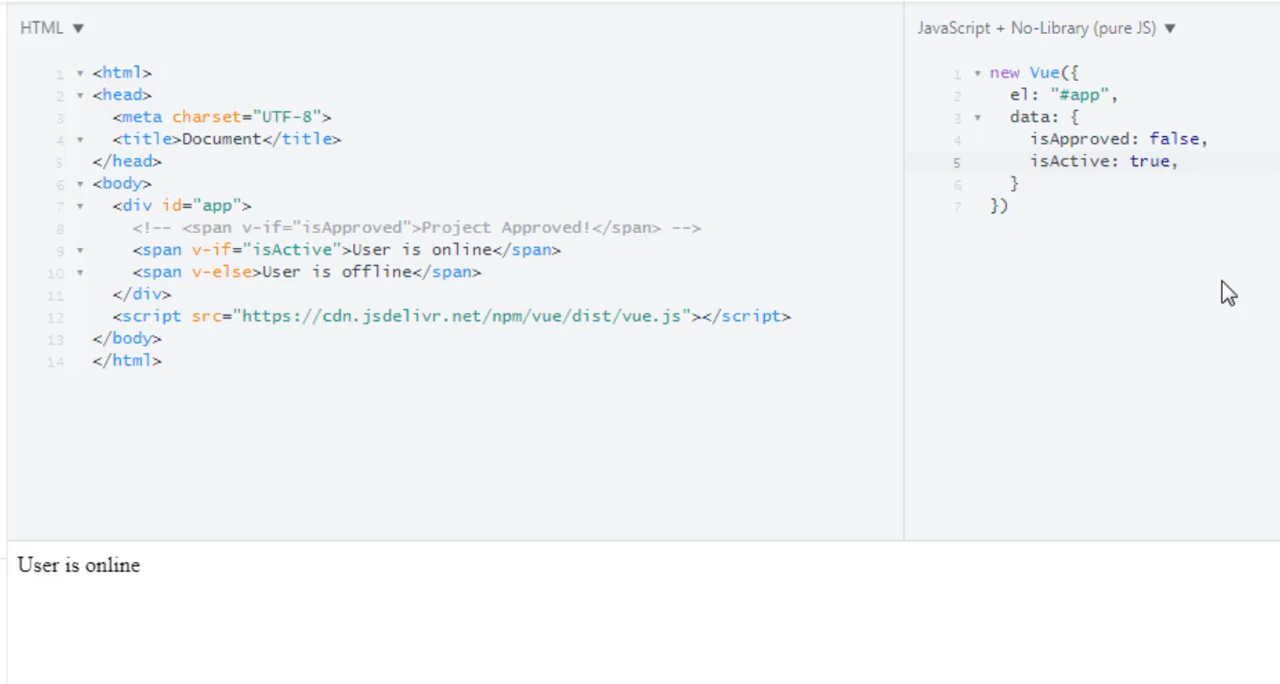 HTML ▼
1 ▾ <html>
2 ▾ <head>
3 <meta charset="UTF-8">
4 ▾ <title>Document</title>
5 </head>
6 ▾ <body>
7 ▾ <div id="app">
8 <!-- <span v-if="isApproved">Project Approved!</span> -->
9 ▾ <span v-if="isActive">User is online</span>
10 ▾ <span v-else>User is offline</span>
11 </div>
12 <script src="https://cdn.jsdelivr.net/npm/vue/dist/vue.js"></script>
13 </body>
14 </html>
JavaScript + No-Library (pure JS) ▼
1 ▾ new Vue({
2 el: "#app",
3 ▾ data: {
4 isApproved: false,
5 isActive: true,
6 }
7 })
User is online